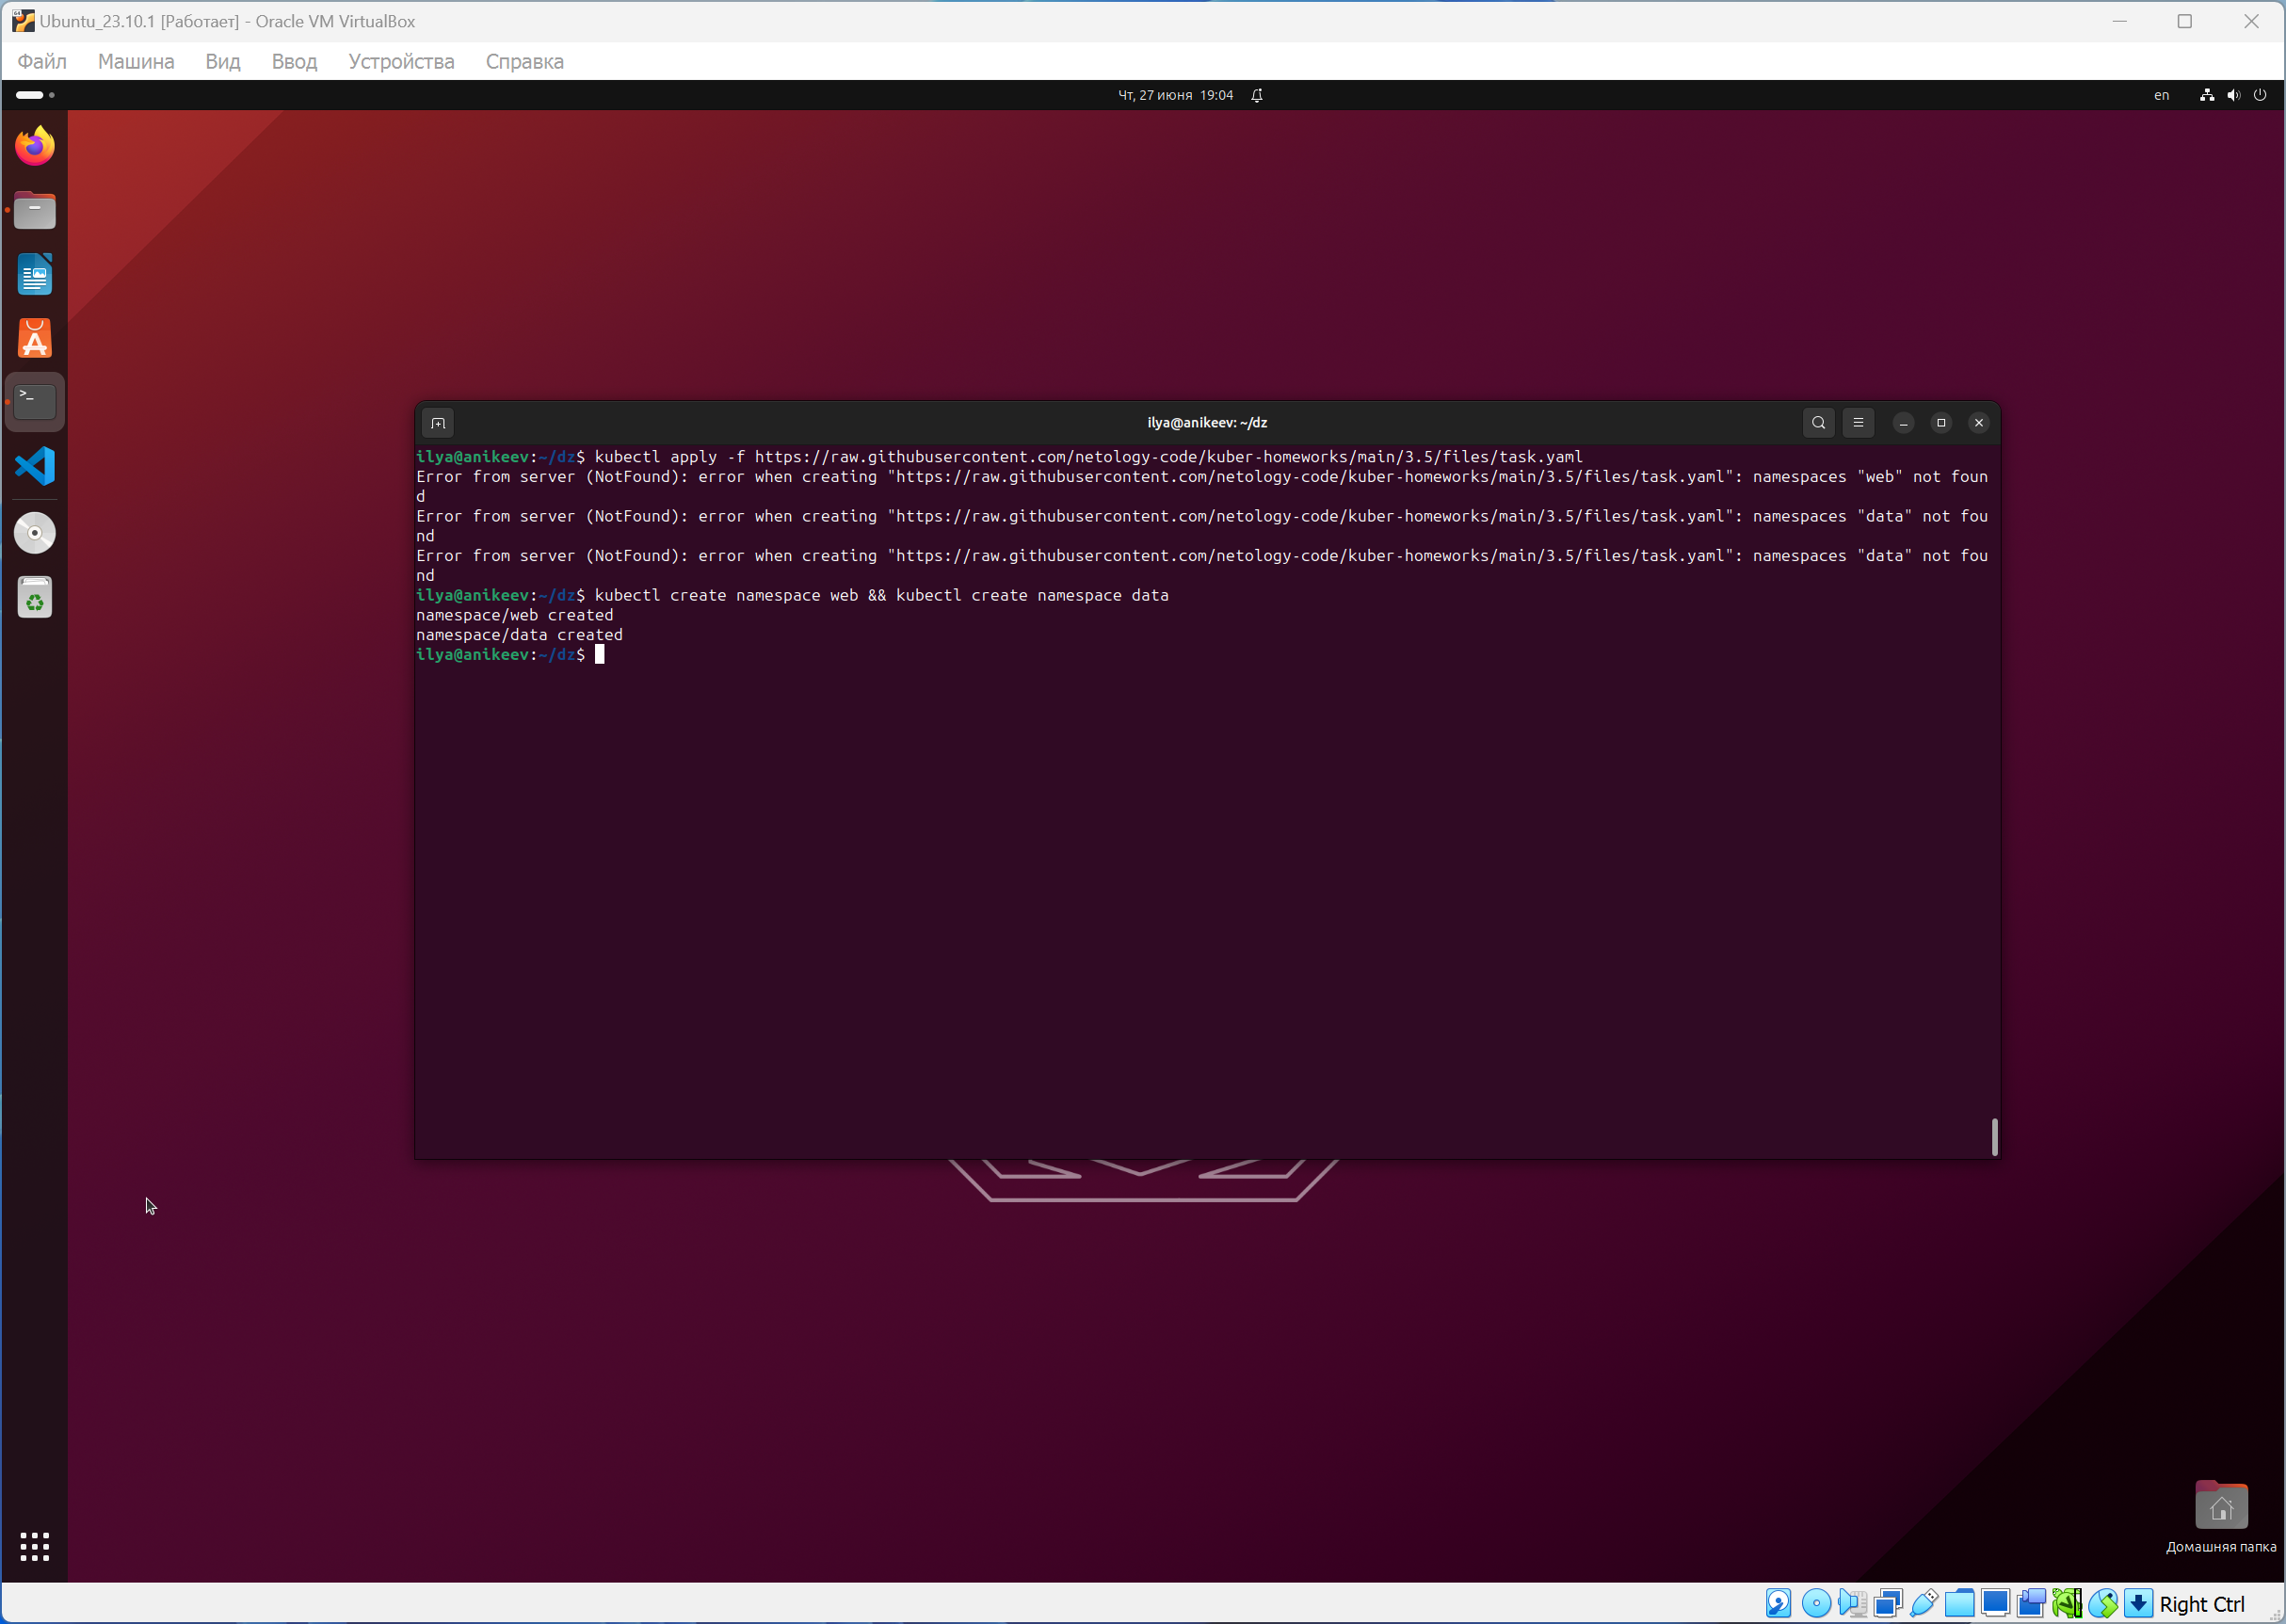 Ubuntu_23.10.1 [Работает] - Oracle VM VirtualBox
Файл Машина Вид Ввод Устройства Справка
Чт, 27 июня 19:04
en
ilya@anikeev: ~/dz
ilya@anikeev:~/dz$ kubectl apply -f https://raw.githubusercontent.com/netology-code/kuber-homeworks/main/3.5/files/task.yaml
Error from server (NotFound): error when creating "https://raw.githubusercontent.com/netology-code/kuber-homeworks/main/3.5/files/task.yaml": namespaces "web" not foun
d
Error from server (NotFound): error when creating "https://raw.githubusercontent.com/netology-code/kuber-homeworks/main/3.5/files/task.yaml": namespaces "data" not fou
nd
Error from server (NotFound): error when creating "https://raw.githubusercontent.com/netology-code/kuber-homeworks/main/3.5/files/task.yaml": namespaces "data" not fou
nd
ilya@anikeev:~/dz$ kubectl create namespace web && kubectl create namespace data
namespace/web created
namespace/data created
ilya@anikeev:~/dz$
Домашняя папка
Right Ctrl